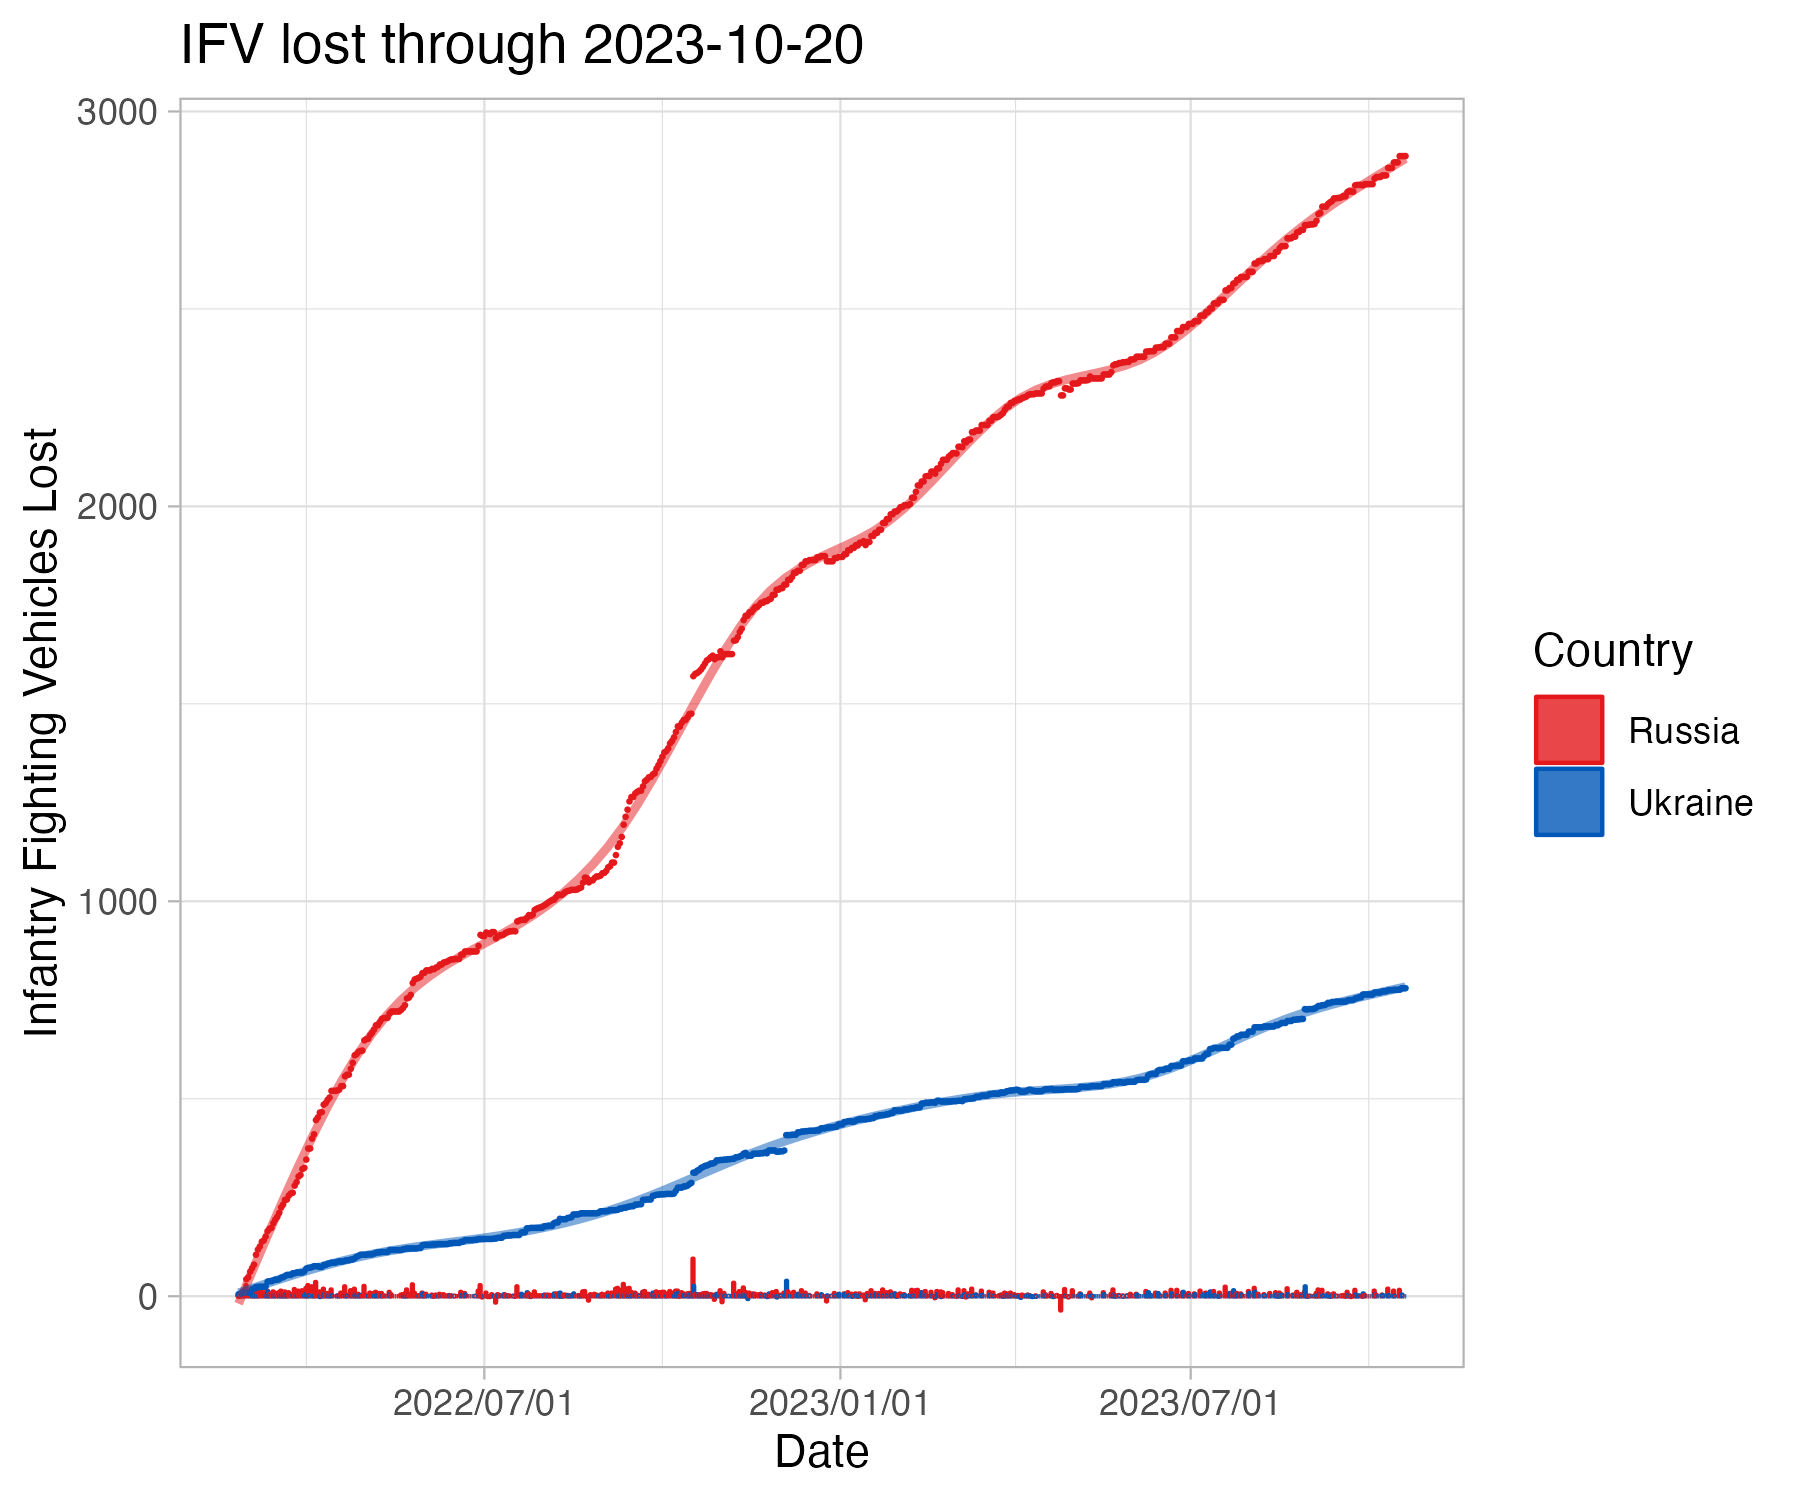 IFV lost through 2023-10-20
Infantry Fighting Vehicles Lost
3000
2000
1000
0
2022/07/01
2023/01/01
2023/07/01
Date
Country
Russia
Ukraine